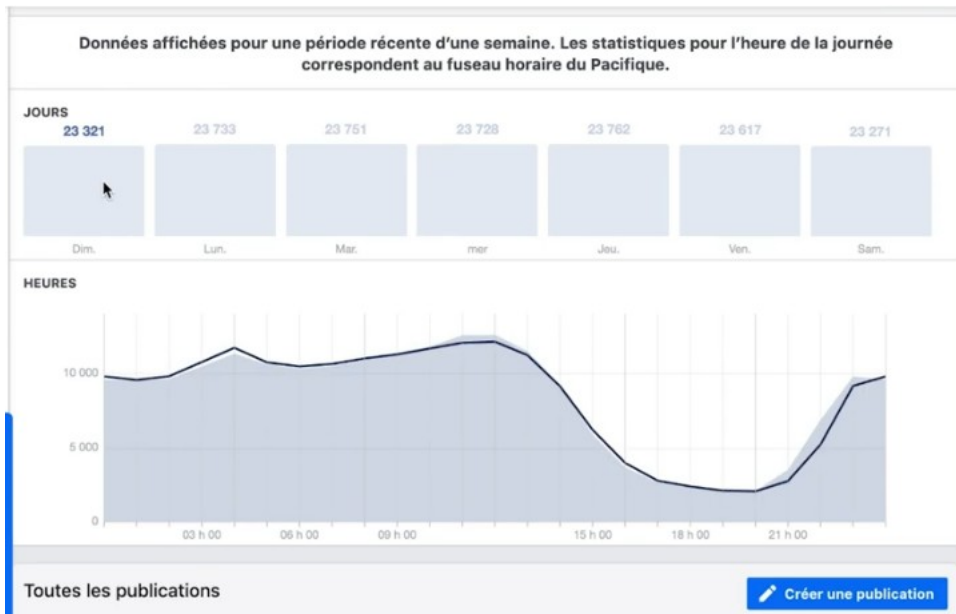 Données affichées pour une période récente d'une semaine. Les statistiques pour l'heure de la journée
correspondent au fuseau horaire du Pacifique.
JOURS
23 321 23 733 23 751 23 728 23 762 23 617 23 271
Dim. Lun. Mar. mer Jeu. Ven. Sam.
HEURES
10 000
5 000
0
03 h 00 06 h 00 09 h 00 15 h 00 18 h 00 21 h 00
Toutes les publications
Créer une publication